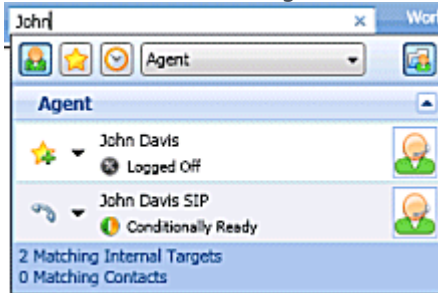 John
Wor
Agent
Agent
John Davis
Logged Off
John Davis SIP
Conditionally Ready
2 Matching Internal Targets
0 Matching Contacts